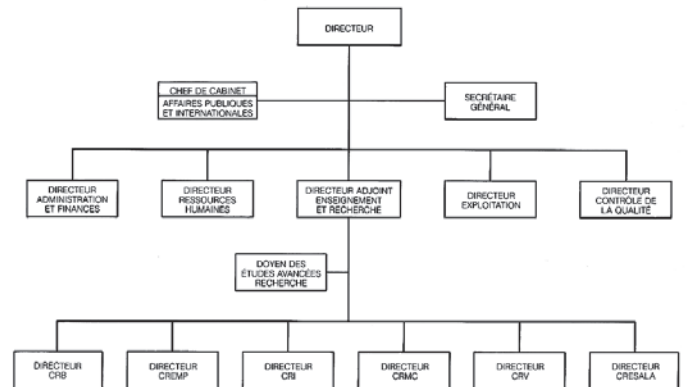 DIRECTEUR
CHEF DE CABINET
AFFAIRES PUBLIQUES
ET INTERNATIONALES
SECRÉTAIRE
GÉNÉRAL
DIRECTEUR
ADMINISTRATION
ET FINANCES
DIRECTEUR
RESSOURCES
HUMAINES
DIRECTEUR ADJOINT
ENSEIGNEMENT
ET RECHERCHE
DIRECTEUR
EXPLOITATION
DIRECTEUR
CONTRÔLE DE
LA QUALITÉ
DOYEN DES
ÉTUDES AVANCÉES
RECHERCHE
DIRECTEUR
CRB
DIRECTEUR
CREMP
DIRECTEUR
CRI
DIRECTEUR
CRMC
DIRECTEUR
CRV
DIRECTEUR
CRESALA